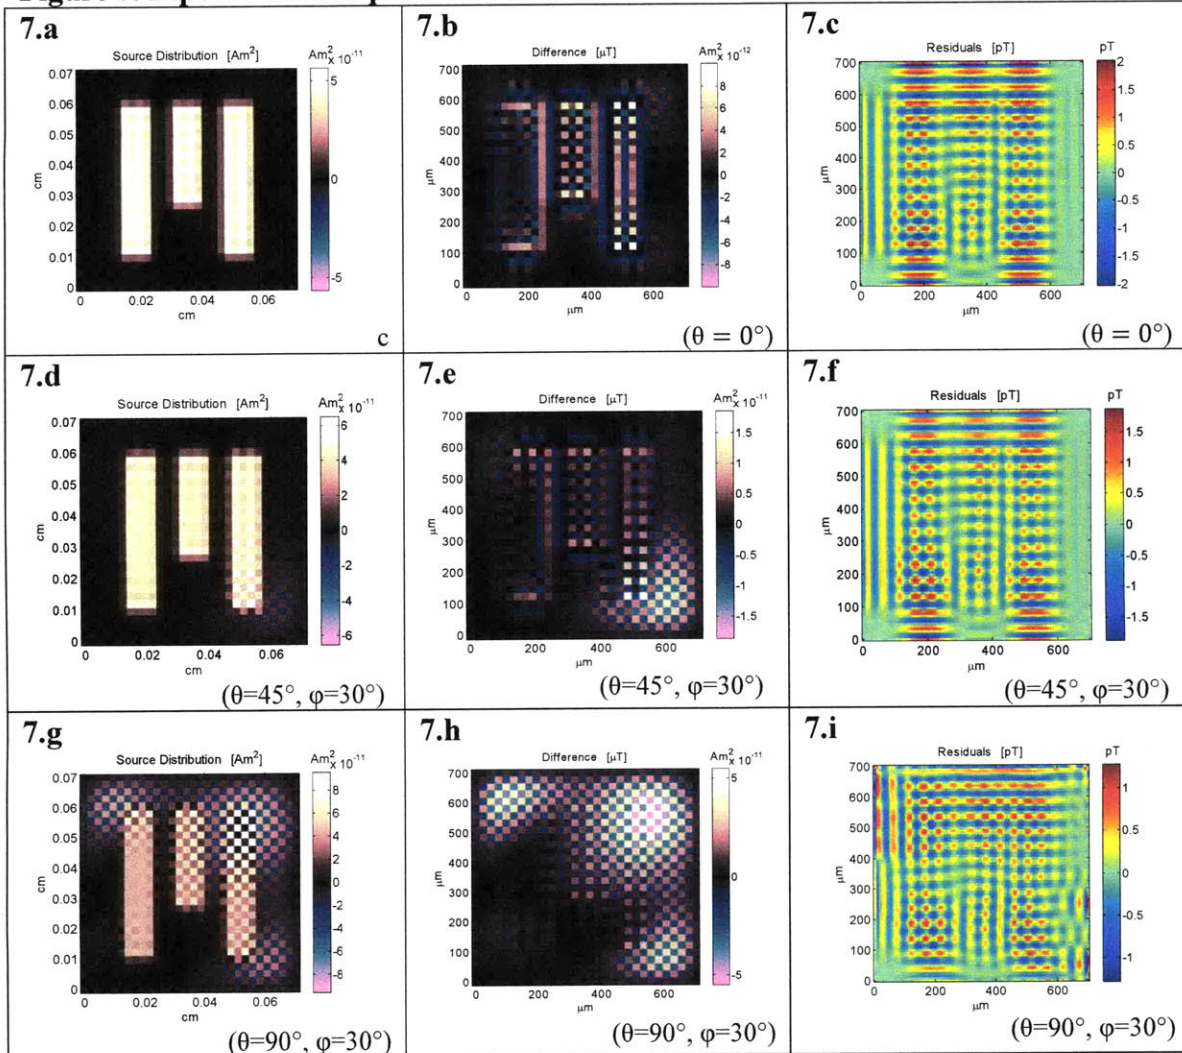 7.a
Source Distribution [Am²]
Am² x 10⁻¹¹
0.07
0.06
0.05
0.04
0.03
0.02
0.01
0
cm
5
0
-5
0 0.02 0.04 0.06
cm
c
7.b
Difference [μT]
Am² x 10⁻¹²
700
600
500
400
300
200
100
0
μm
8
6
4
2
0
-2
-4
-6
-8
0 200 400 600
μm
(θ = 0°)
7.c
Residuals [pT]
pT
700
600
500
400
300
200
100
0
μm
2
1.5
1
0.5
0
-0.5
-1
-1.5
-2
0 200 400 600
μm
(θ = 0°)
7.d
Source Distribution [Am²]
Am² x 10⁻¹¹
0.07
0.06
0.05
0.04
0.03
0.02
0.01
0
cm
6
4
2
0
-2
-4
-6
0 0.02 0.04 0.06
cm
(θ=45°, φ=30°)
7.e
Difference [μT]
Am² x 10⁻¹¹
700
600
500
400
300
200
100
0
μm
1.5
1
0.5
0
-0.5
-1
-1.5
0 200 400 600
μm
(θ=45°, φ=30°)
7.f
Residuals [pT]
pT
700
600
500
400
300
200
100
0
μm
1.5
1
0.5
0
-0.5
-1
-1.5
0 200 400 600
μm
(θ=45°, φ=30°)
7.g
Source Distribution [Am²]
Am² x 10⁻¹¹
0.07
0.06
0.05
0.04
0.03
0.02
0.01
0
cm
8
6
4
2
0
-2
-4
-6
-8
0 0.02 0.04 0.06
cm
(θ=90°, φ=30°)
7.h
Difference [μT]
Am² x 10⁻¹¹
700
600
500
400
300
200
100
0
μm
5
0
-5
0 200 400 600
μm
(θ=90°, φ=30°)
7.i
Residuals [pT]
pT
700
600
500
400
300
200
100
0
μm
1
0.5
0
-0.5
-1
0 200 400 600
μm
(θ=90°, φ=30°)